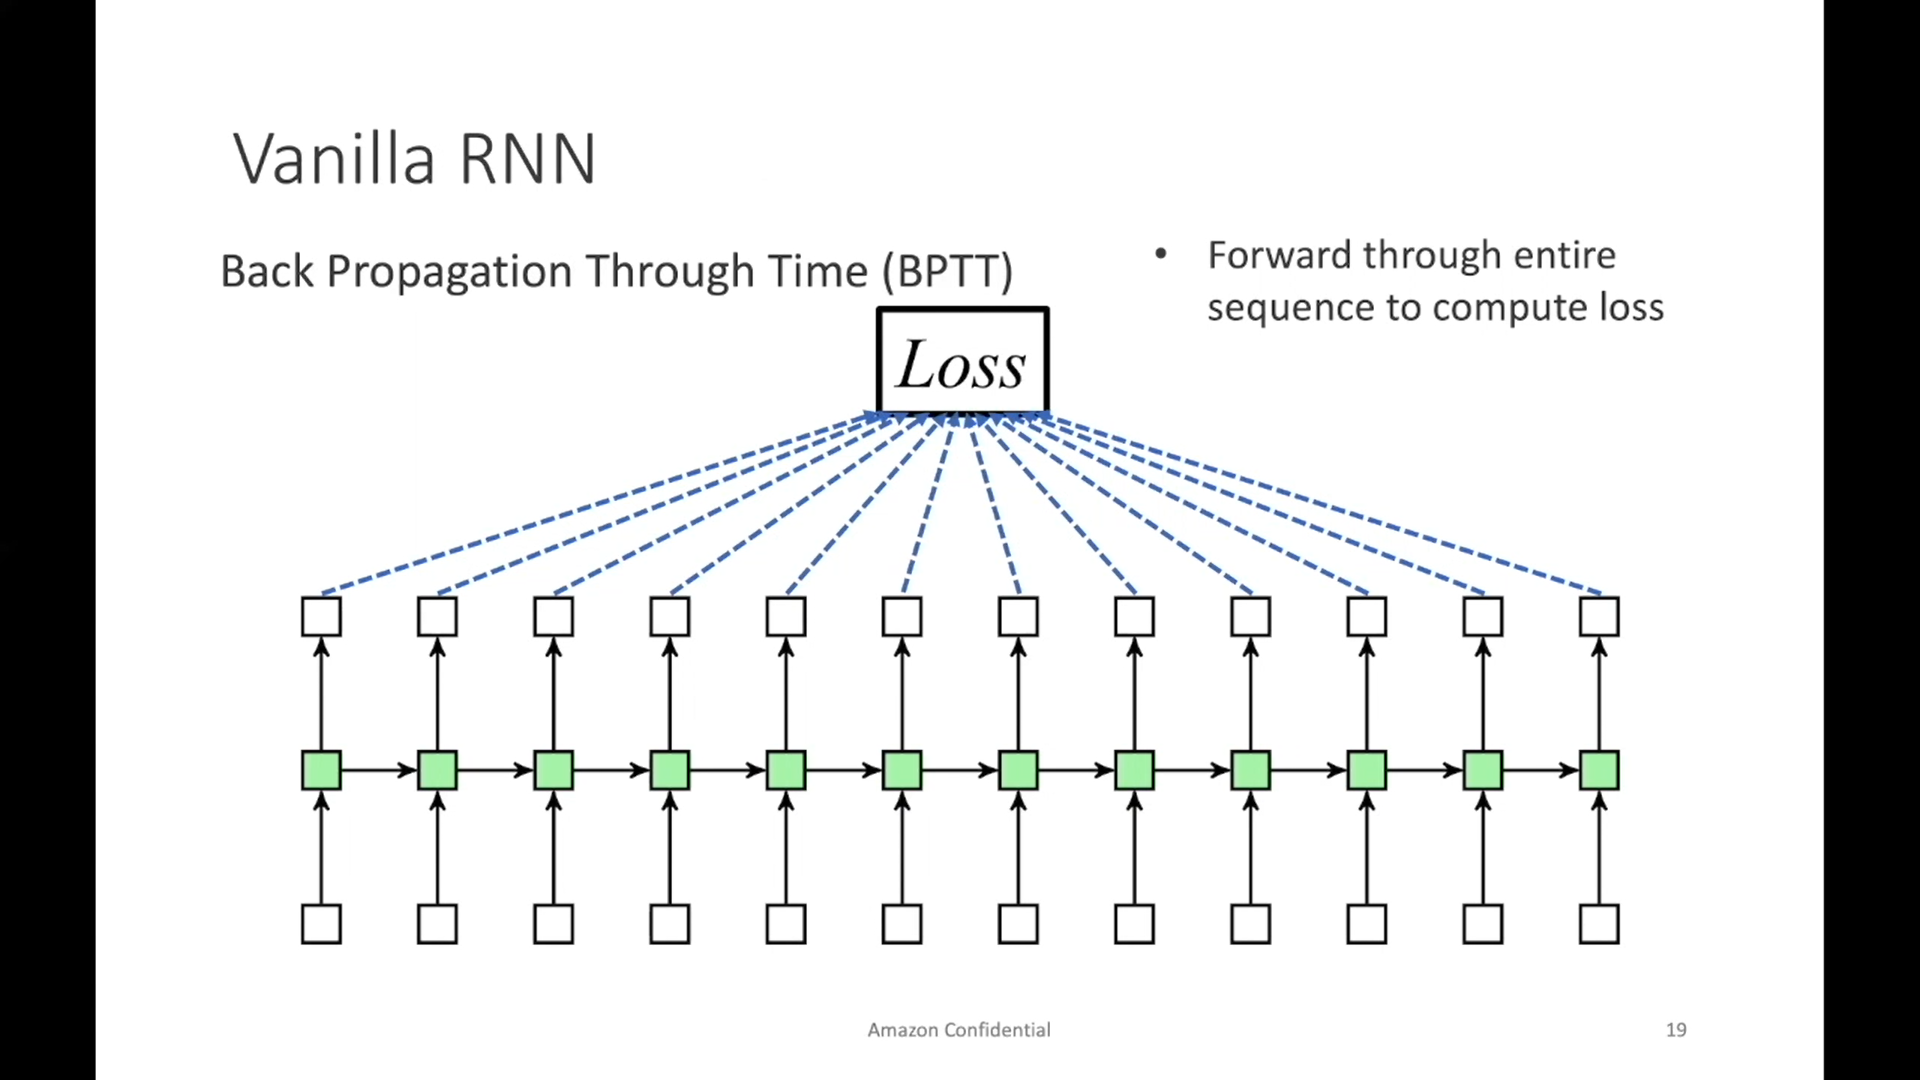 Vanilla RNN
Back Propagation Through Time (BPTT)
• Forward through entire
sequence to compute loss
Loss
Amazon Confidential
19